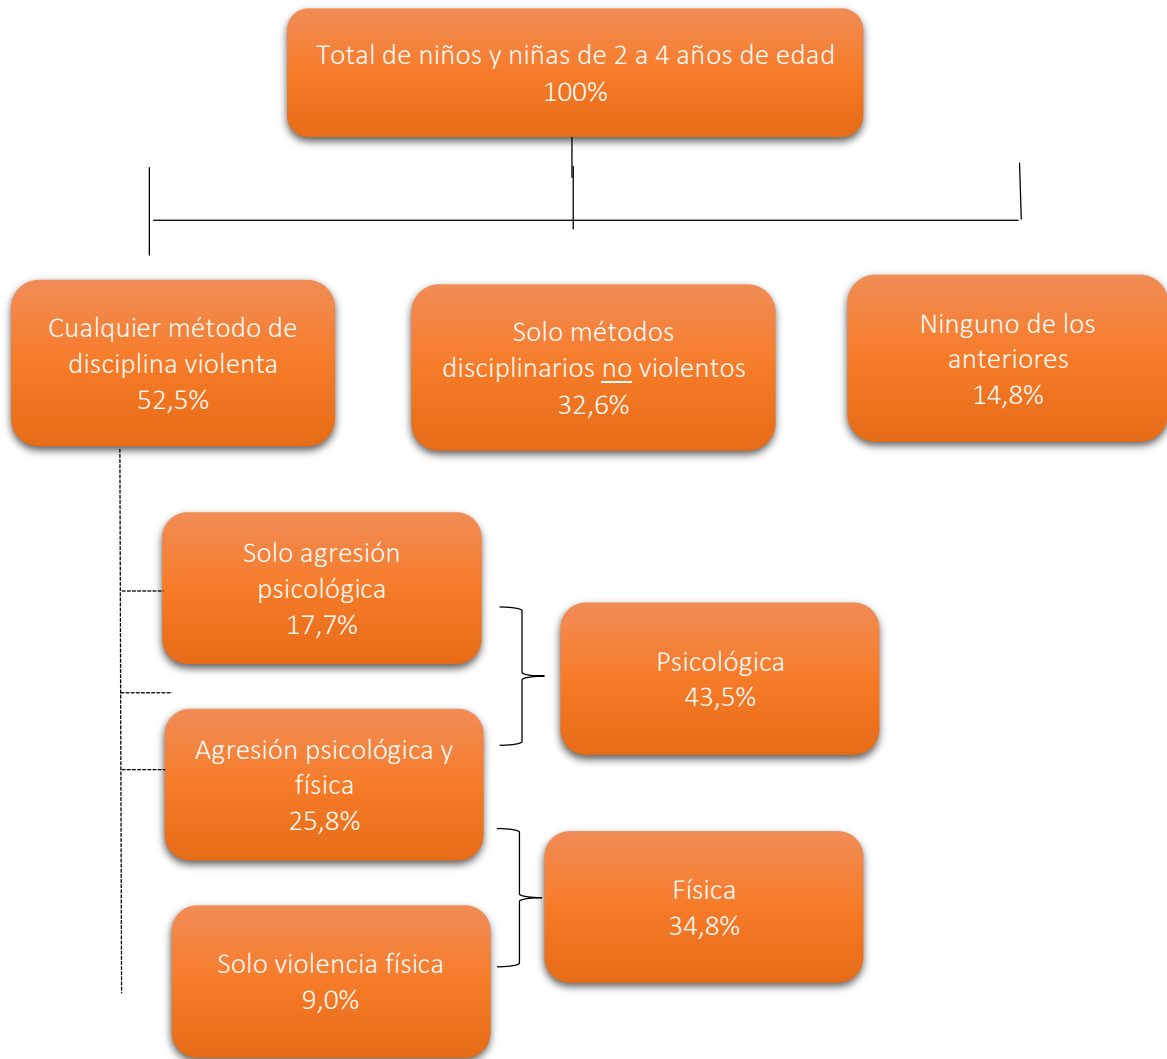 Total de niños y niñas de 2 a 4 años de edad
100%
Cualquier método de
disciplina violenta
52,5%
Solo métodos
disciplinarios no violentos
32,6%
Ninguno de los
anteriores
14,8%
Solo agresión
psicológica
17,7%
Psicológica
43,5%
Agresión psicológica y
física
25,8%
Física
34,8%
Solo violencia física
9,0%